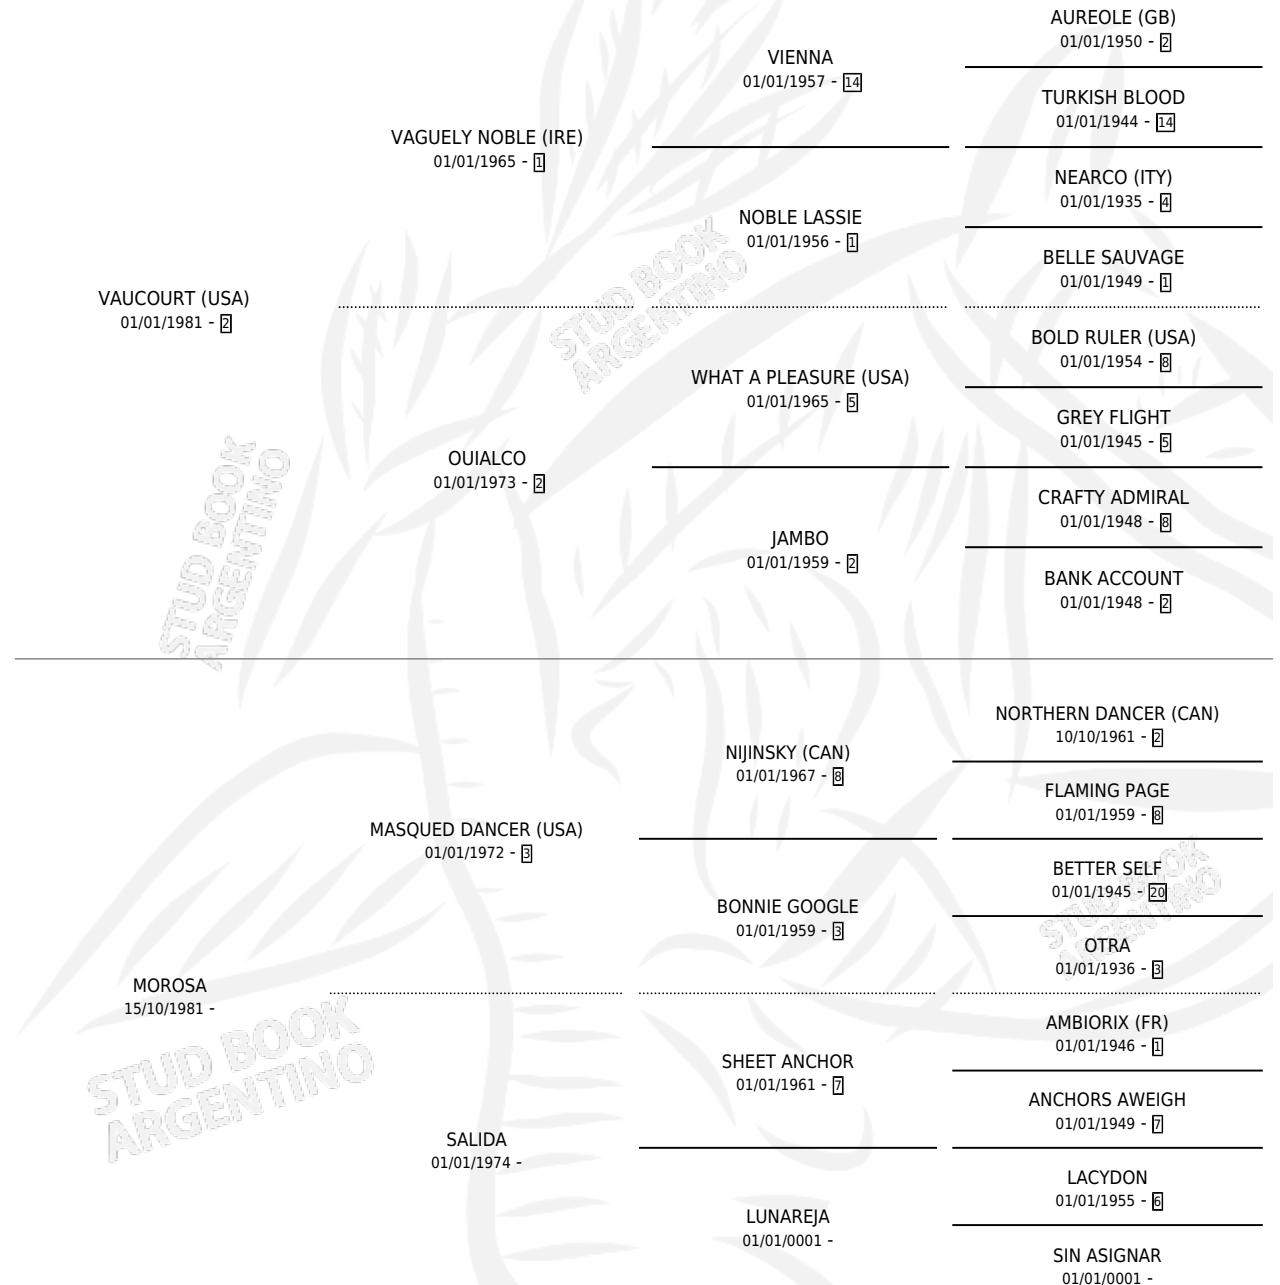 AUREOLE (GB)
01/01/1950 - 2
VIENNA
01/01/1957 - 14
TURKISH BLOOD
01/01/1944 - 14
VAGUELY NOBLE (IRE)
01/01/1965 - 1
NEARCO (ITY)
01/01/1935 - 4
NOBLE LASSIE
01/01/1956 - 1
BELLE SAUVAGE
01/01/1949 - 1
VAUCOURT (USA)
01/01/1981 - 2
BOLD RULER (USA)
01/01/1954 - 8
WHAT A PLEASURE (USA)
01/01/1965 - 5
GREY FLIGHT
01/01/1945 - 5
OUIALCO
01/01/1973 - 2
CRAFTY ADMIRAL
01/01/1948 - 8
JAMBO
01/01/1959 - 2
BANK ACCOUNT
01/01/1948 - 2
NORTHERN DANCER (CAN)
10/10/1961 - 2
NIJINSKY (CAN)
01/01/1967 - 8
FLAMING PAGE
01/01/1959 - 8
MASQUED DANCER (USA)
01/01/1972 - 3
BETTER SELF
01/01/1945 - 20
BONNIE GOOGLE
01/01/1959 - 3
OTRA
01/01/1936 - 3
MOROSA
15/10/1981 -
AMBIORIX (FR)
01/01/1946 - 1
SHEET ANCHOR
01/01/1961 - 7
ANCHORS AWEIGH
01/01/1949 - 7
SALIDA
01/01/1974 -
LACYDON
01/01/1955 - 6
LUNAREJA
01/01/0001 -
SIN ASIGNAR
01/01/0001 -
STUD BOOK
ARGENTINO
STUD BOOK
ARGENTINO
STUD BOOK
ARGENTINO
STUD BOOK
ARGENTINO